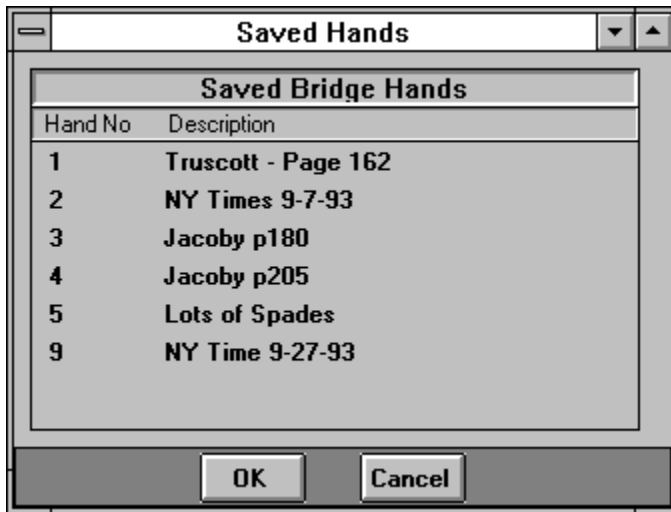 Saved Hands
Saved Bridge Hands
Hand No Description
1 Truscott - Page 162
2 NY Times 9-7-93
3 Jacoby p180
4 Jacoby p205
5 Lots of Spades
9 NY Time 9-27-93
OK Cancel